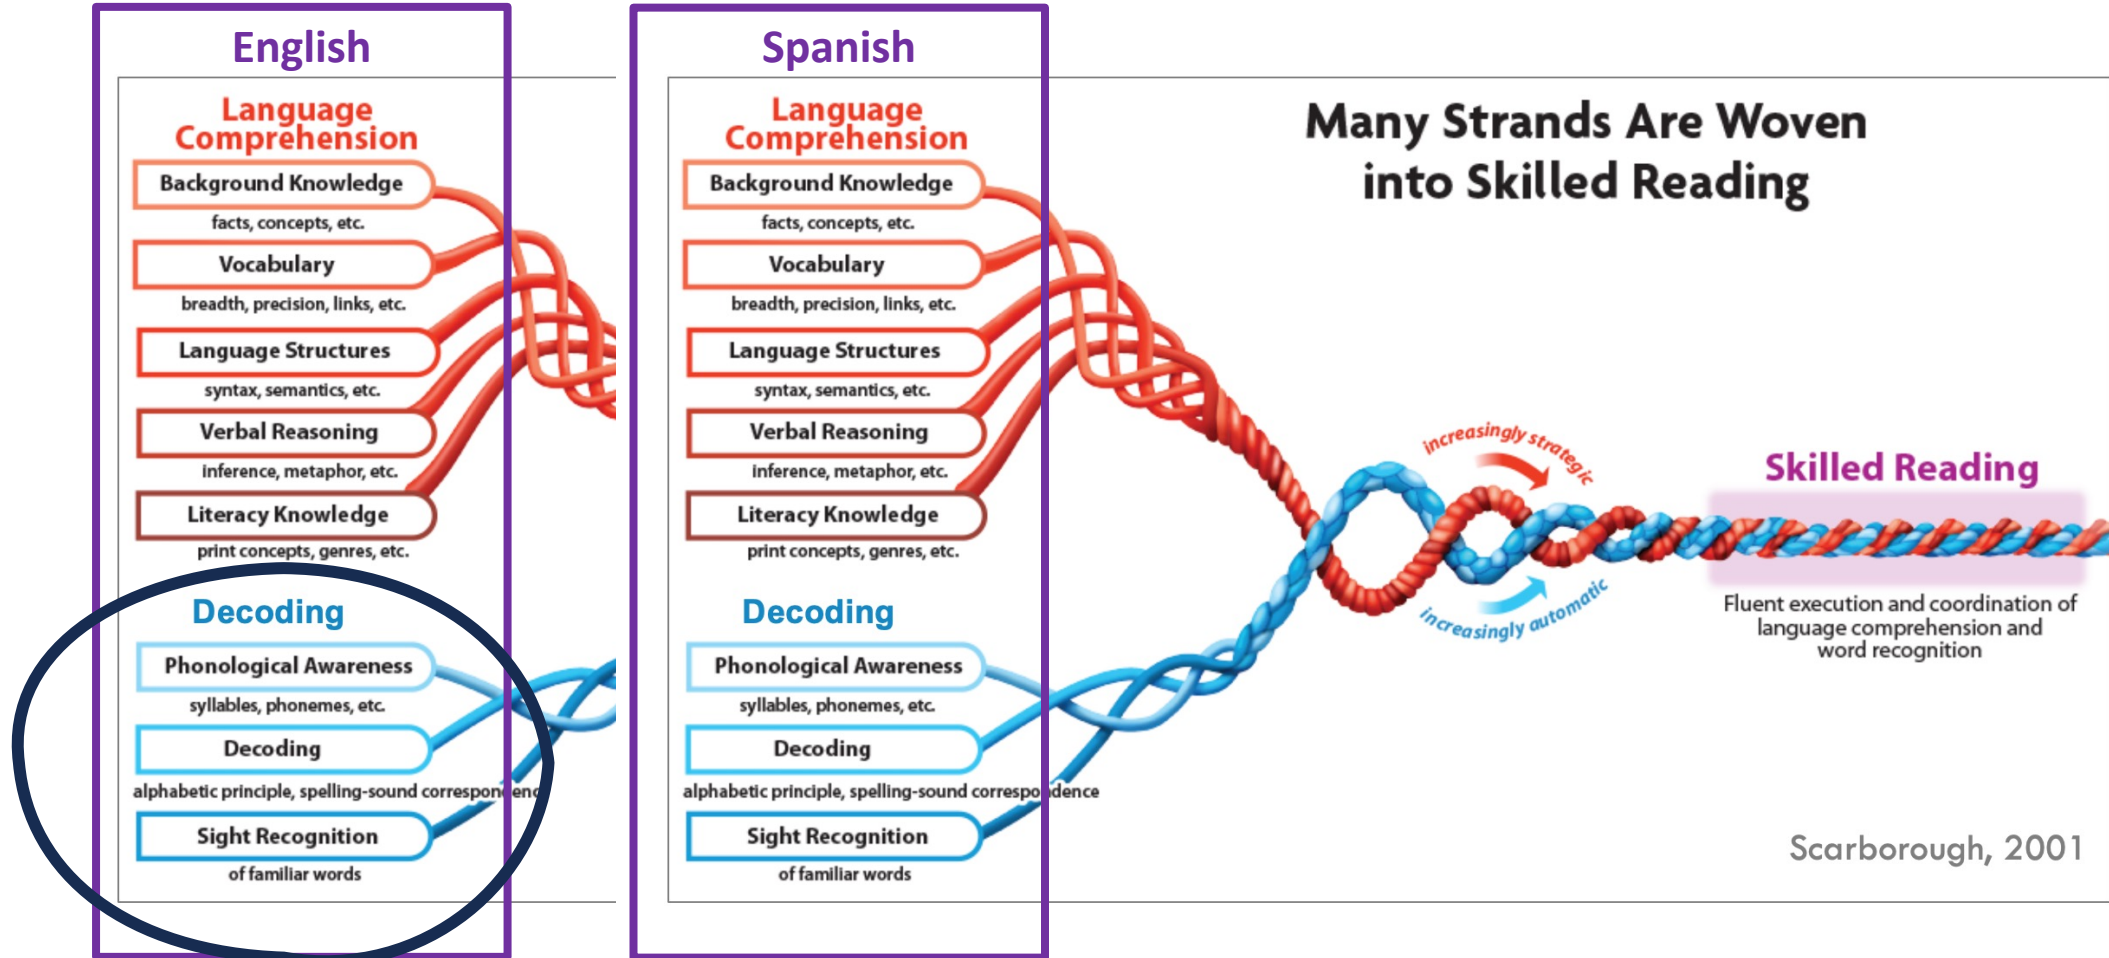 English
Language
Comprehension
Background Knowledge
facts, concepts, etc.
Vocabulary
breadth, precision, links, etc.
Language Structures
syntax, semantics, etc.
Verbal Reasoning
inference, metaphor, etc.
Literacy Knowledge
print concepts, genres, etc.
Decoding
Phonological Awareness
syllables, phonemes, etc.
Decoding
alphabetic principle, spelling-sound corresponden
Sight Recognition
of familiar words
Spanish
Language
Comprehension
Background Knowledge
facts, concepts, etc.
Vocabulary
breadth, precision, links, etc.
Language Structures
syntax, semantics, etc.
Verbal Reasoning
inference, metaphor, etc.
Literacy Knowledge
print concepts, genres, etc.
Decoding
Phonological Awareness
syllables, phonemes, etc.
Decoding
alphabetic principle, spelling-sound correspondence
Sight Recognition
of familiar words
Many Strands Are Woven
into Skilled Reading
increasingly strategic
increasingly automatic
Skilled Reading
Fluent execution and coordination of
language comprehension and
word recognition
Scarborough, 2001